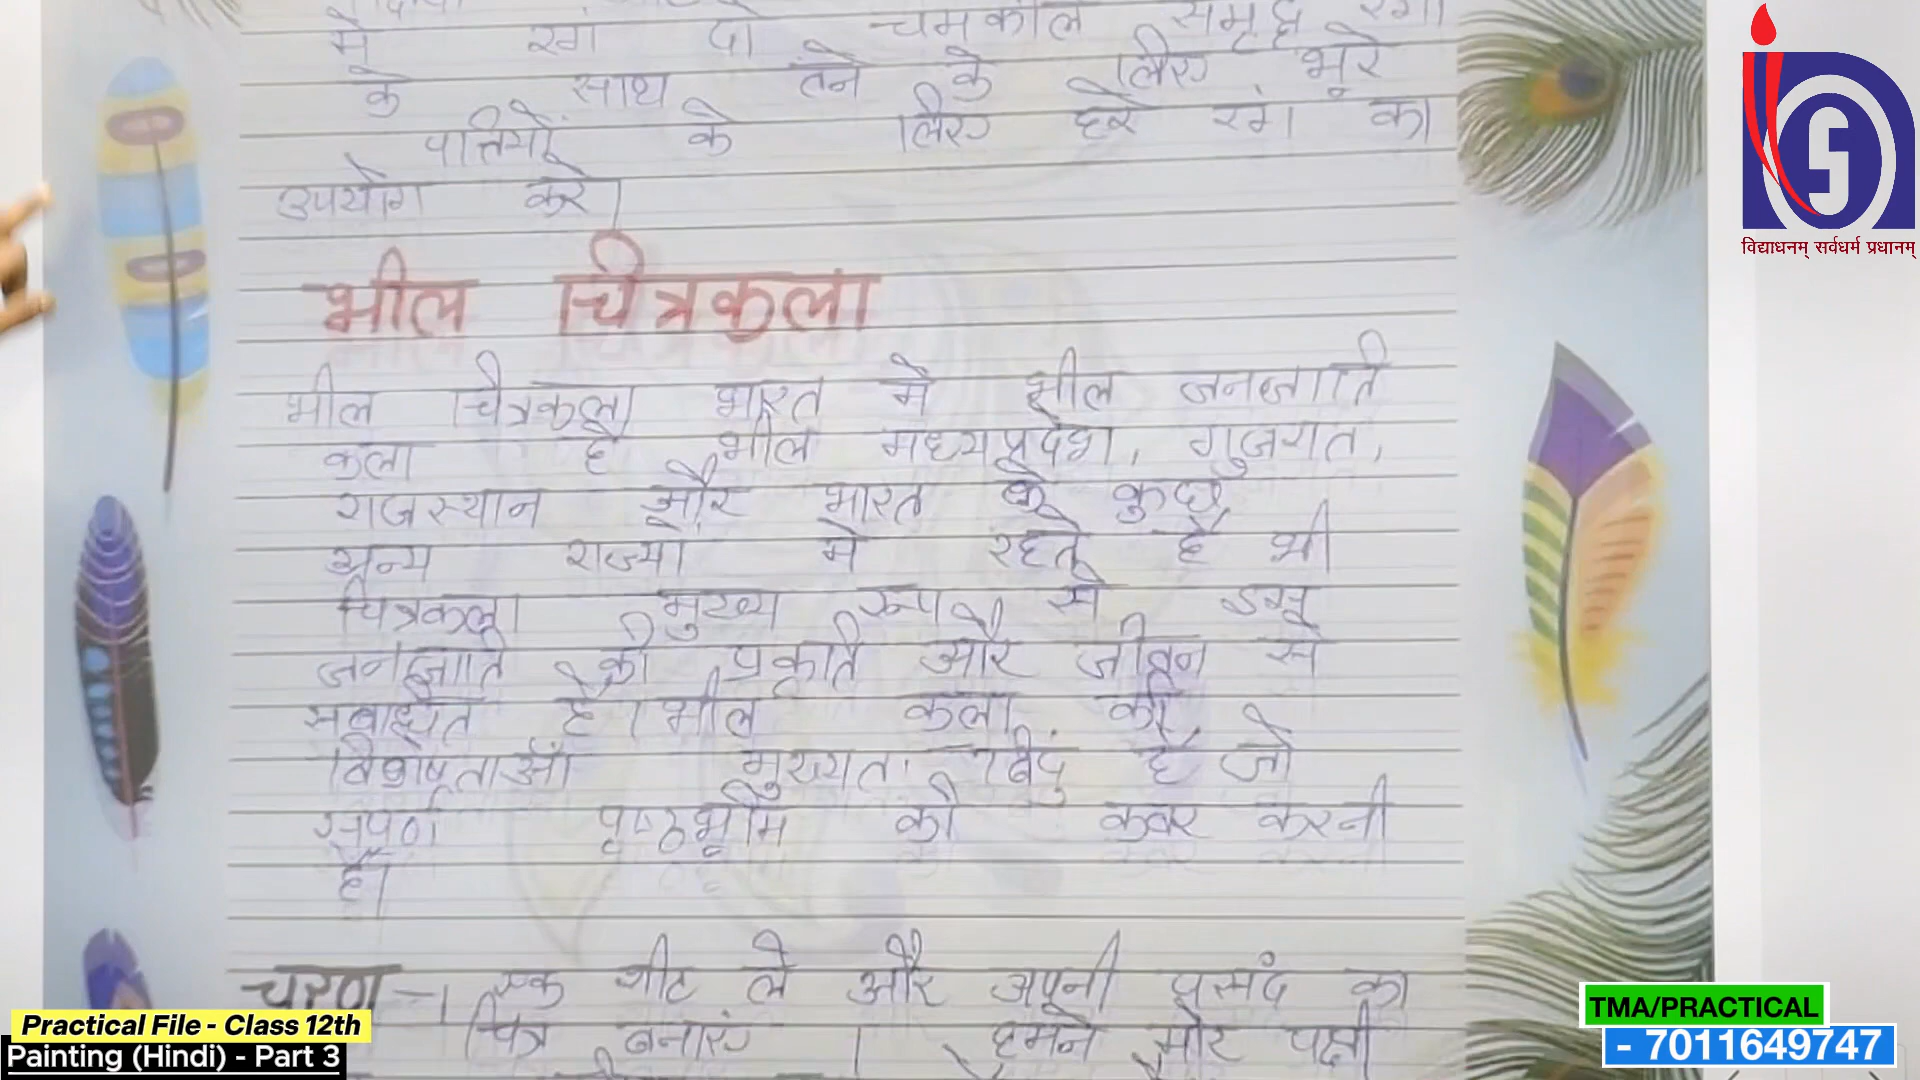 में रंग दो चमकीले समृद्ध रंगो
के साथ तने के लिए भूरे
पत्तियों के लिए हरे रंग का
उपयोग करे।
भील चित्रकला
भील चित्रकला भारत मे भील जनजाति
कला है भील मध्यप्रदेश, गुजरात,
राजस्थान और भारत के कुछ
अन्य राज्यों मे रहते है भी
चित्रकला मुख्य रूप से इस
जनजाति की प्रकृति और जीवन से
संबंधित है। भील कला की
विशेषताओं मुख्यत: बिंदु है जो
संपूर्ण पृष्ठभूमि को कवर करनी
है।
चरण-1 एक शीट ले और अपनी पसंद का
चित्र बनाएं । हमने मोर पक्षी
विद्याधनम् सर्वधर्म प्रधानम्
Practical File - Class 12th
Painting (Hindi) - Part 3
TMA/PRACTICAL
- 7011649747